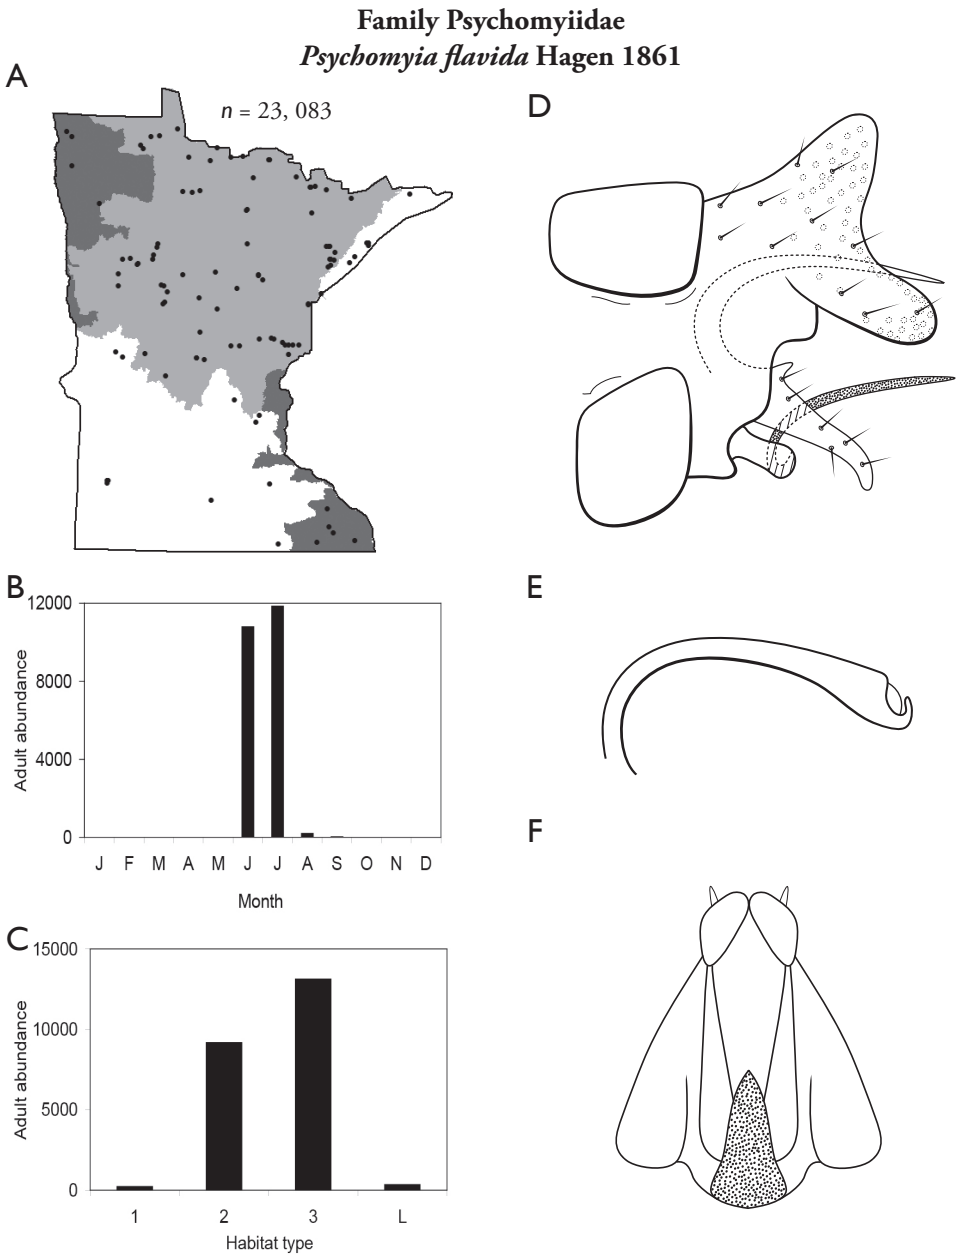 Family Psychomyiidae
Psychomyia flavida Hagen 1861
A
n = 23, 083
D
B
12000
8000
4000
0
Adult abundance
J F M A M J J A S O N D
Month
E
F
C
15000
10000
5000
0
Adult abundance
1 2 3 L
Habitat type